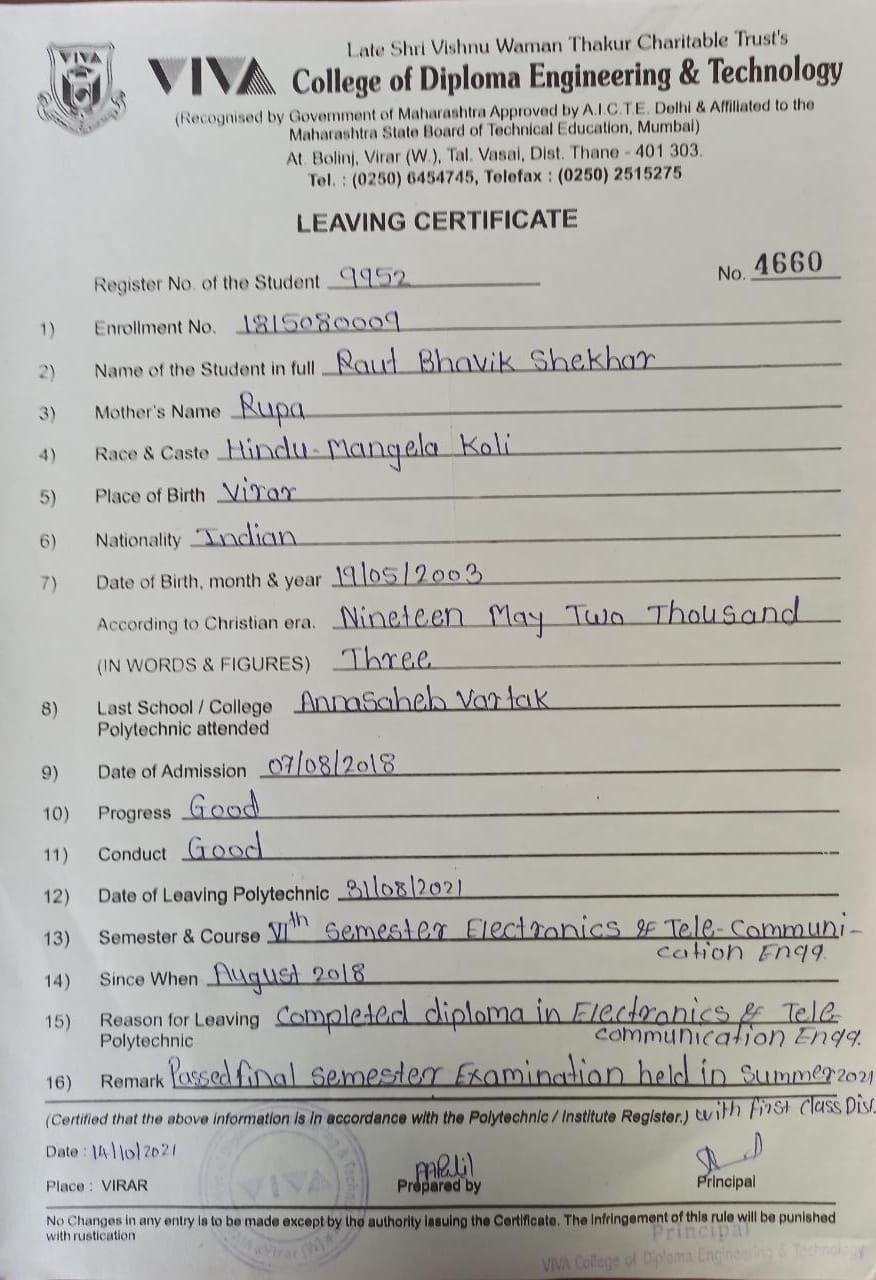 VIVA
Late Shri Vishnu Waman Thakur Charitable Trust's
VIVA College of Diploma Engineering & Technology
(Recognised by Government of Maharashtra Approved by A.I.C.T.E. Delhi & Affiliated to the
Maharashtra State Board of Technical Education, Mumbai)
At. Bolinj, Virar (W.), Tal. Vasai, Dist. Thane - 401 303.
Tel. : (0250) 6454745, Telefax : (0250) 2515275
LEAVING CERTIFICATE
Register No. of the Student 9952 No. 4660
1) Enrollment No. 1815080009
2) Name of the Student in full Raut Bhavik Shekhar
3) Mother's Name Rupa
4) Race & Caste Hindu-Mangela Koli
5) Place of Birth Virar
6) Nationality Indian
7) Date of Birth, month & year 19/05/2003
According to Christian era. Nineteen May Two Thousand
(IN WORDS & FIGURES) Three
8) Last School / College Annasaheb Vartak
Polytechnic attended
9) Date of Admission 07/08/2018
10) Progress Good
11) Conduct Good
12) Date of Leaving Polytechnic 31/08/2021
13) Semester & Course VIth Semester Electronics & Tele-Communi-
cation Engg.
14) Since When August 2018
15) Reason for Leaving Completed diploma in Electronics & Tele
Polytechnic communication Engg.
16) Remark Passed final semester Examination held in Summer 2021
(Certified that the above information is in accordance with the Polytechnic / Institute Register.) with first Class Dist.
Date : 14/10/2021
Place : VIRAR Prepared by Principal
No Changes in any entry is to be made except by the authority issuing the Certificate. The infringement of this rule will be punished
with rustication
Principal
VIVA College of Diploma Engineering & Technology
VIVA